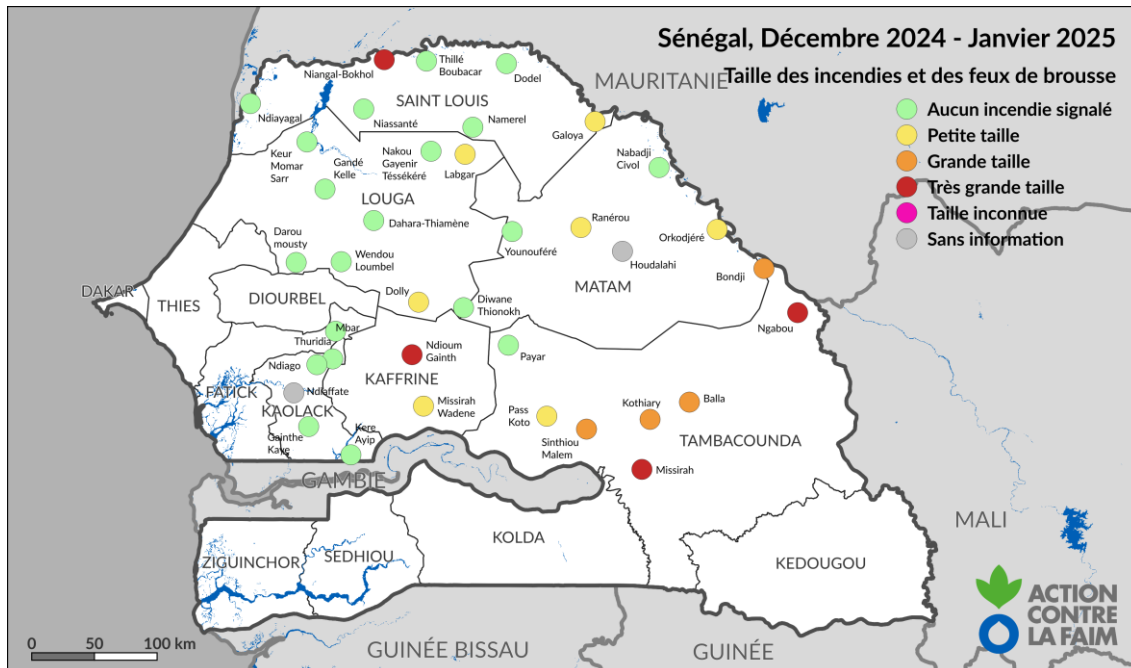 Sénégal, Décembre 2024 - Janvier 2025
Taille des incendies et des feux de brousse
Aucun incendie signalé
Petite taille
Grande taille
Très grande taille
Taille inconnue
Sans information
MAURITANIE
Niangal-Bokhol
Thillé
Boubacar
Dodel
SAINT LOUIS
Ndiayagal
Niassanté
Namerel
Galoya
Keur
Momar
Sarr
Gandé
Kelle
Nakou
Gayenir
Téssékéré
Labgar
Nabadji
Civol
LOUGA
Dahara-Thiamène
Ranérou
Orkodjéré
Darou
mousty
Wendou
Loumbel
Younouféré
Houdalahi
Bondji
DAKAR
THIES
DIOURBEL
Dolly
Diwane
Thionokh
MATAM
Ngabou
Mbar
Thuridia
Ndiago
Ndioum
Gainth
Payar
KAFFRINE
FATICK
Ndiaffate
KAOLACK
Missirah
Wadene
Pass
Koto
Kothiary
Balla
Gainthe
Kaye
Kere
Ayip
Sinthiou
Malem
TAMBACOUNDA
Missirah
GAMBIE
MALI
ZIGUINCHOR
SEDHIOU
KOLDA
KEDOUGOU
GUINÉE BISSAU
GUINÉE
0 50 100 km
ACTION
CONTRE
LA FAIM